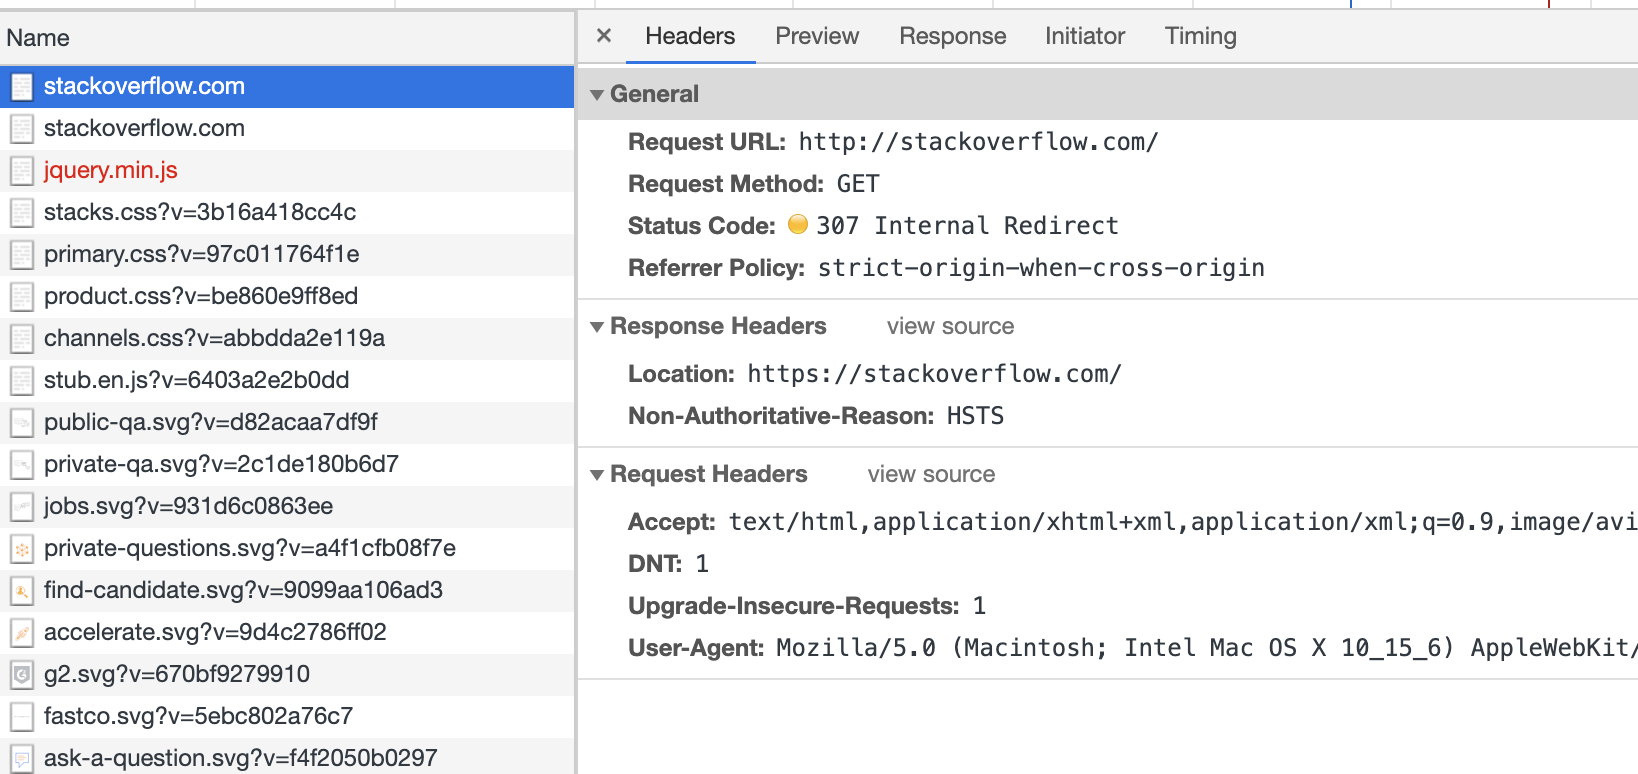 Name
stackoverflow.com
stackoverflow.com
jquery.min.js
stacks.css?v=3b16a418cc4c
primary.css?v=97c011764f1e
product.css?v=be860e9ff8ed
channels.css?v=abbdda2e119a
stub.en.js?v=6403a2e2b0dd
public-qa.svg?v=d82acaa7df9f
private-qa.svg?v=2c1de180b6d7
jobs.svg?v=931d6c0863ee
private-questions.svg?v=a4f1cfb08f7e
find-candidate.svg?v=9099aa106ad3
accelerate.svg?v=9d4c2786ff02
g2.svg?v=670bf9279910
fastco.svg?v=5ebc802a76c7
ask-a-question.svg?v=f4f2050b0297
× Headers Preview Response Initiator Timing
General
Request URL: http://stackoverflow.com/
Request Method: GET
Status Code: 307 Internal Redirect
Referrer Policy: strict-origin-when-cross-origin
Response Headers view source
Location: https://stackoverflow.com/
Non-Authoritative-Reason: HSTS
Request Headers view source
Accept: text/html,application/xhtml+xml,application/xml;q=0.9,image/avi
DNT: 1
Upgrade-Insecure-Requests: 1
User-Agent: Mozilla/5.0 (Macintosh; Intel Mac OS X 10_15_6) AppleWebKit/